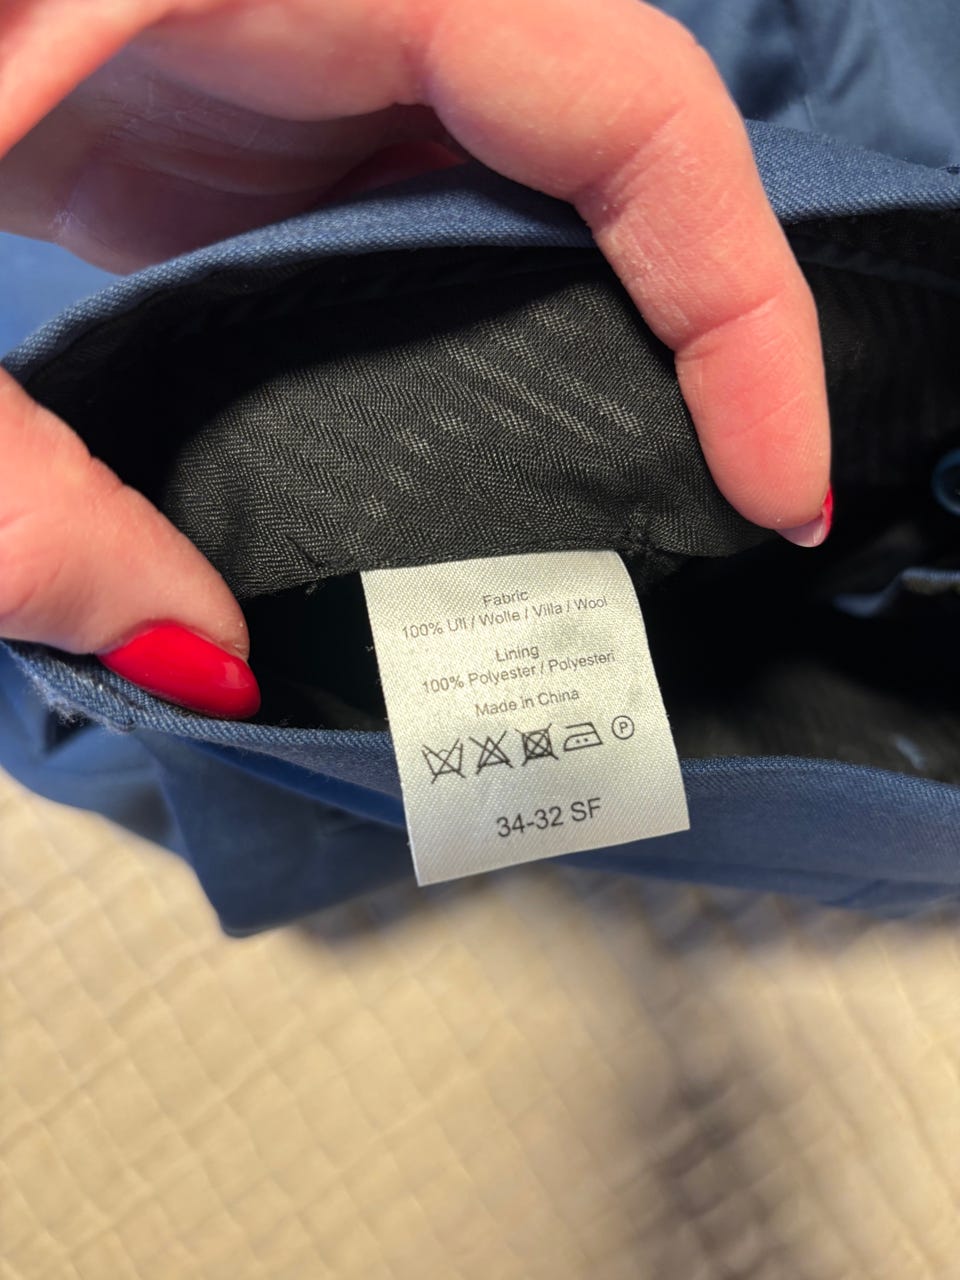 Fabric
100% Ull / Wolle / Villa / Wool
Lining
100% Polyester / Polyesteri
Made in China
P
34-32 SF